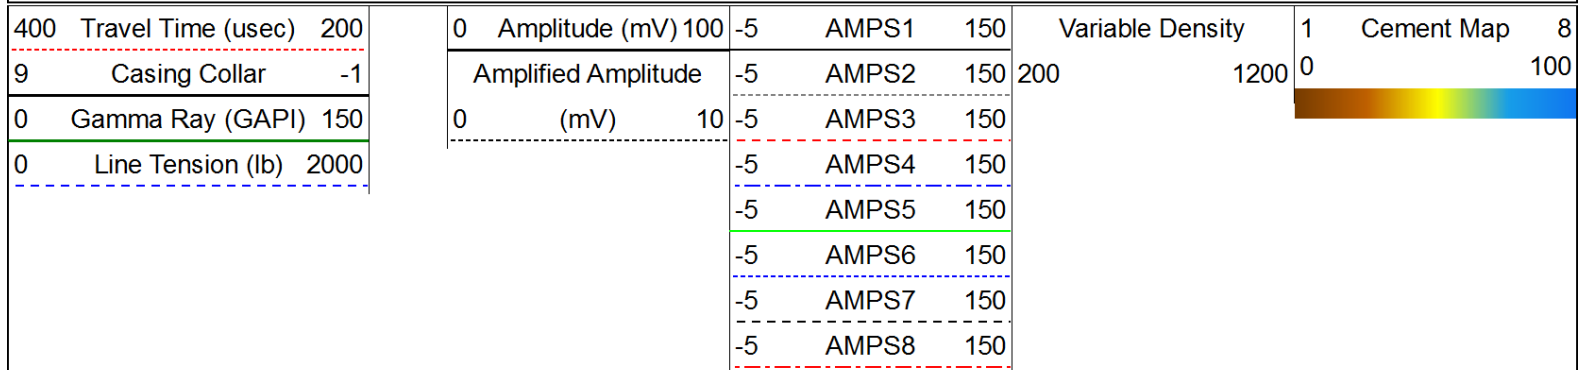 400 Travel Time (usec) 200
9 Casing Collar -1
0 Gamma Ray (GAPI) 150
0 Line Tension (lb) 2000
0 Amplitude (mV) 100
Amplified Amplitude
0 (mV) 10
-5 AMPS1 150
-5 AMPS2 150
-5 AMPS3 150
-5 AMPS4 150
-5 AMPS5 150
-5 AMPS6 150
-5 AMPS7 150
-5 AMPS8 150
Variable Density
200 1200
1 Cement Map 8
0 100